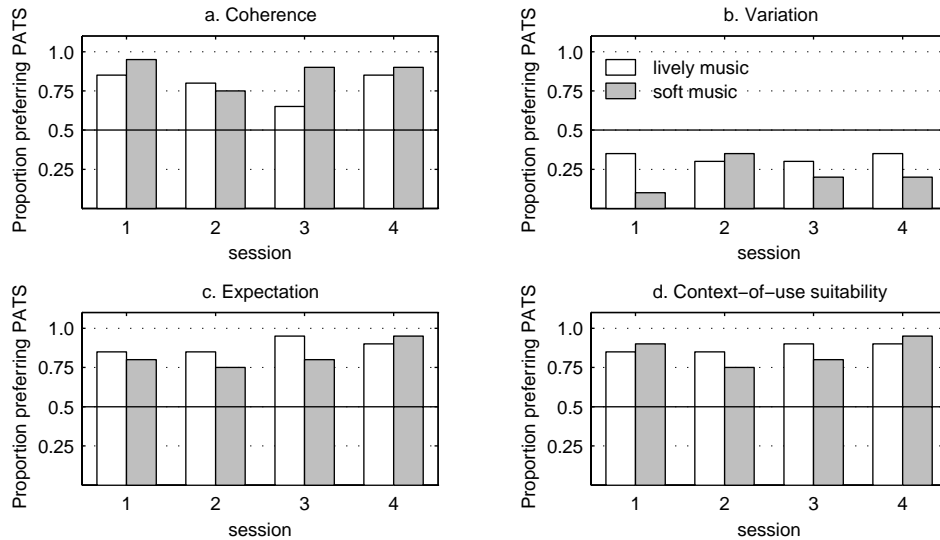 a. Coherence
Proportion preferring PATS
1.0
0.75
0.5
0.25
1 2 3 4
session
b. Variation
Proportion preferring PATS
1.0
0.75
0.5
0.25
lively music
soft music
1 2 3 4
session
c. Expectation
Proportion preferring PATS
1.0
0.75
0.5
0.25
1 2 3 4
session
d. Context−of−use suitability
Proportion preferring PATS
1.0
0.75
0.5
0.25
1 2 3 4
session